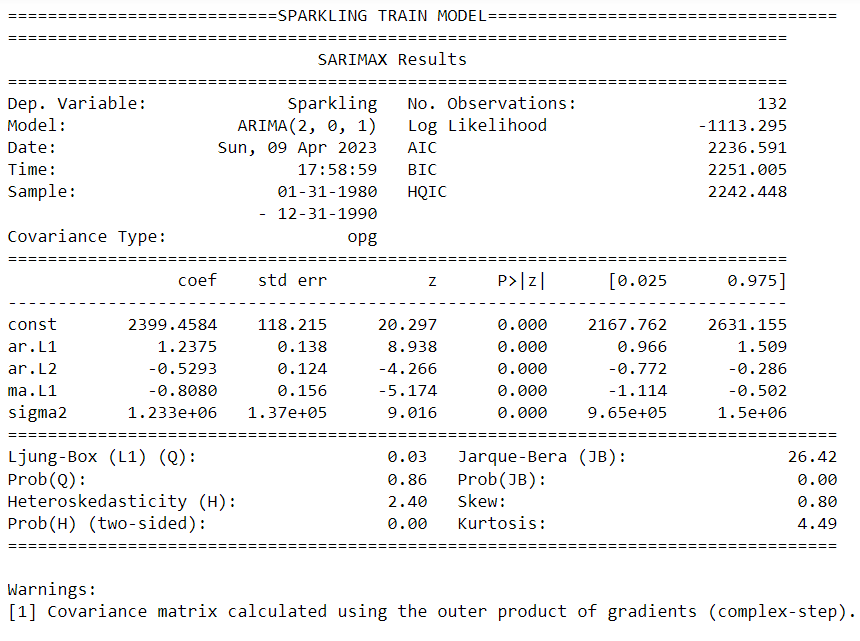 ===========================SPARKLING TRAIN MODEL===================================
==============================================================================
                               SARIMAX Results
==============================================================================
Dep. Variable:              Sparkling   No. Observations:                  132
Model:                 ARIMA(2, 0, 1)   Log Likelihood               -1113.295
Date:                Sun, 09 Apr 2023   AIC                           2236.591
Time:                        17:58:59   BIC                           2251.005
Sample:                    01-31-1980   HQIC                          2242.448
                         - 12-31-1990
Covariance Type:                  opg
==============================================================================
                 coef    std err          z      P>|z|      [0.025      0.975]
------------------------------------------------------------------------------
const       2399.4584    118.215     20.297      0.000    2167.762    2631.155
ar.L1          1.2375      0.138      8.938      0.000       0.966       1.509
ar.L2         -0.5293      0.124     -4.266      0.000      -0.772      -0.286
ma.L1         -0.8080      0.156     -5.174      0.000      -1.114      -0.502
sigma2      1.233e+06   1.37e+05      9.016      0.000    9.65e+05     1.5e+06
===================================================================================
Ljung-Box (L1) (Q):                   0.03   Jarque-Bera (JB):                26.42
Prob(Q):                              0.86   Prob(JB):                         0.00
Heteroskedasticity (H):               2.40   Skew:                             0.80
Prob(H) (two-sided):                  0.00   Kurtosis:                         4.49
===================================================================================

Warnings:
[1] Covariance matrix calculated using the outer product of gradients (complex-step).